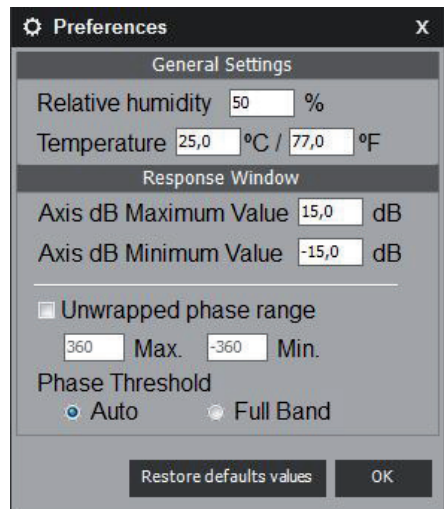 Preferences X
General Settings
Relative humidity 50 %
Temperature 25,0 ºC / 77,0 ºF
Response Window
Axis dB Maximum Value 15,0 dB
Axis dB Minimum Value -15,0 dB
Unwrapped phase range
360 Max. -360 Min.
Phase Threshold
Auto Full Band
Restore defaults values OK